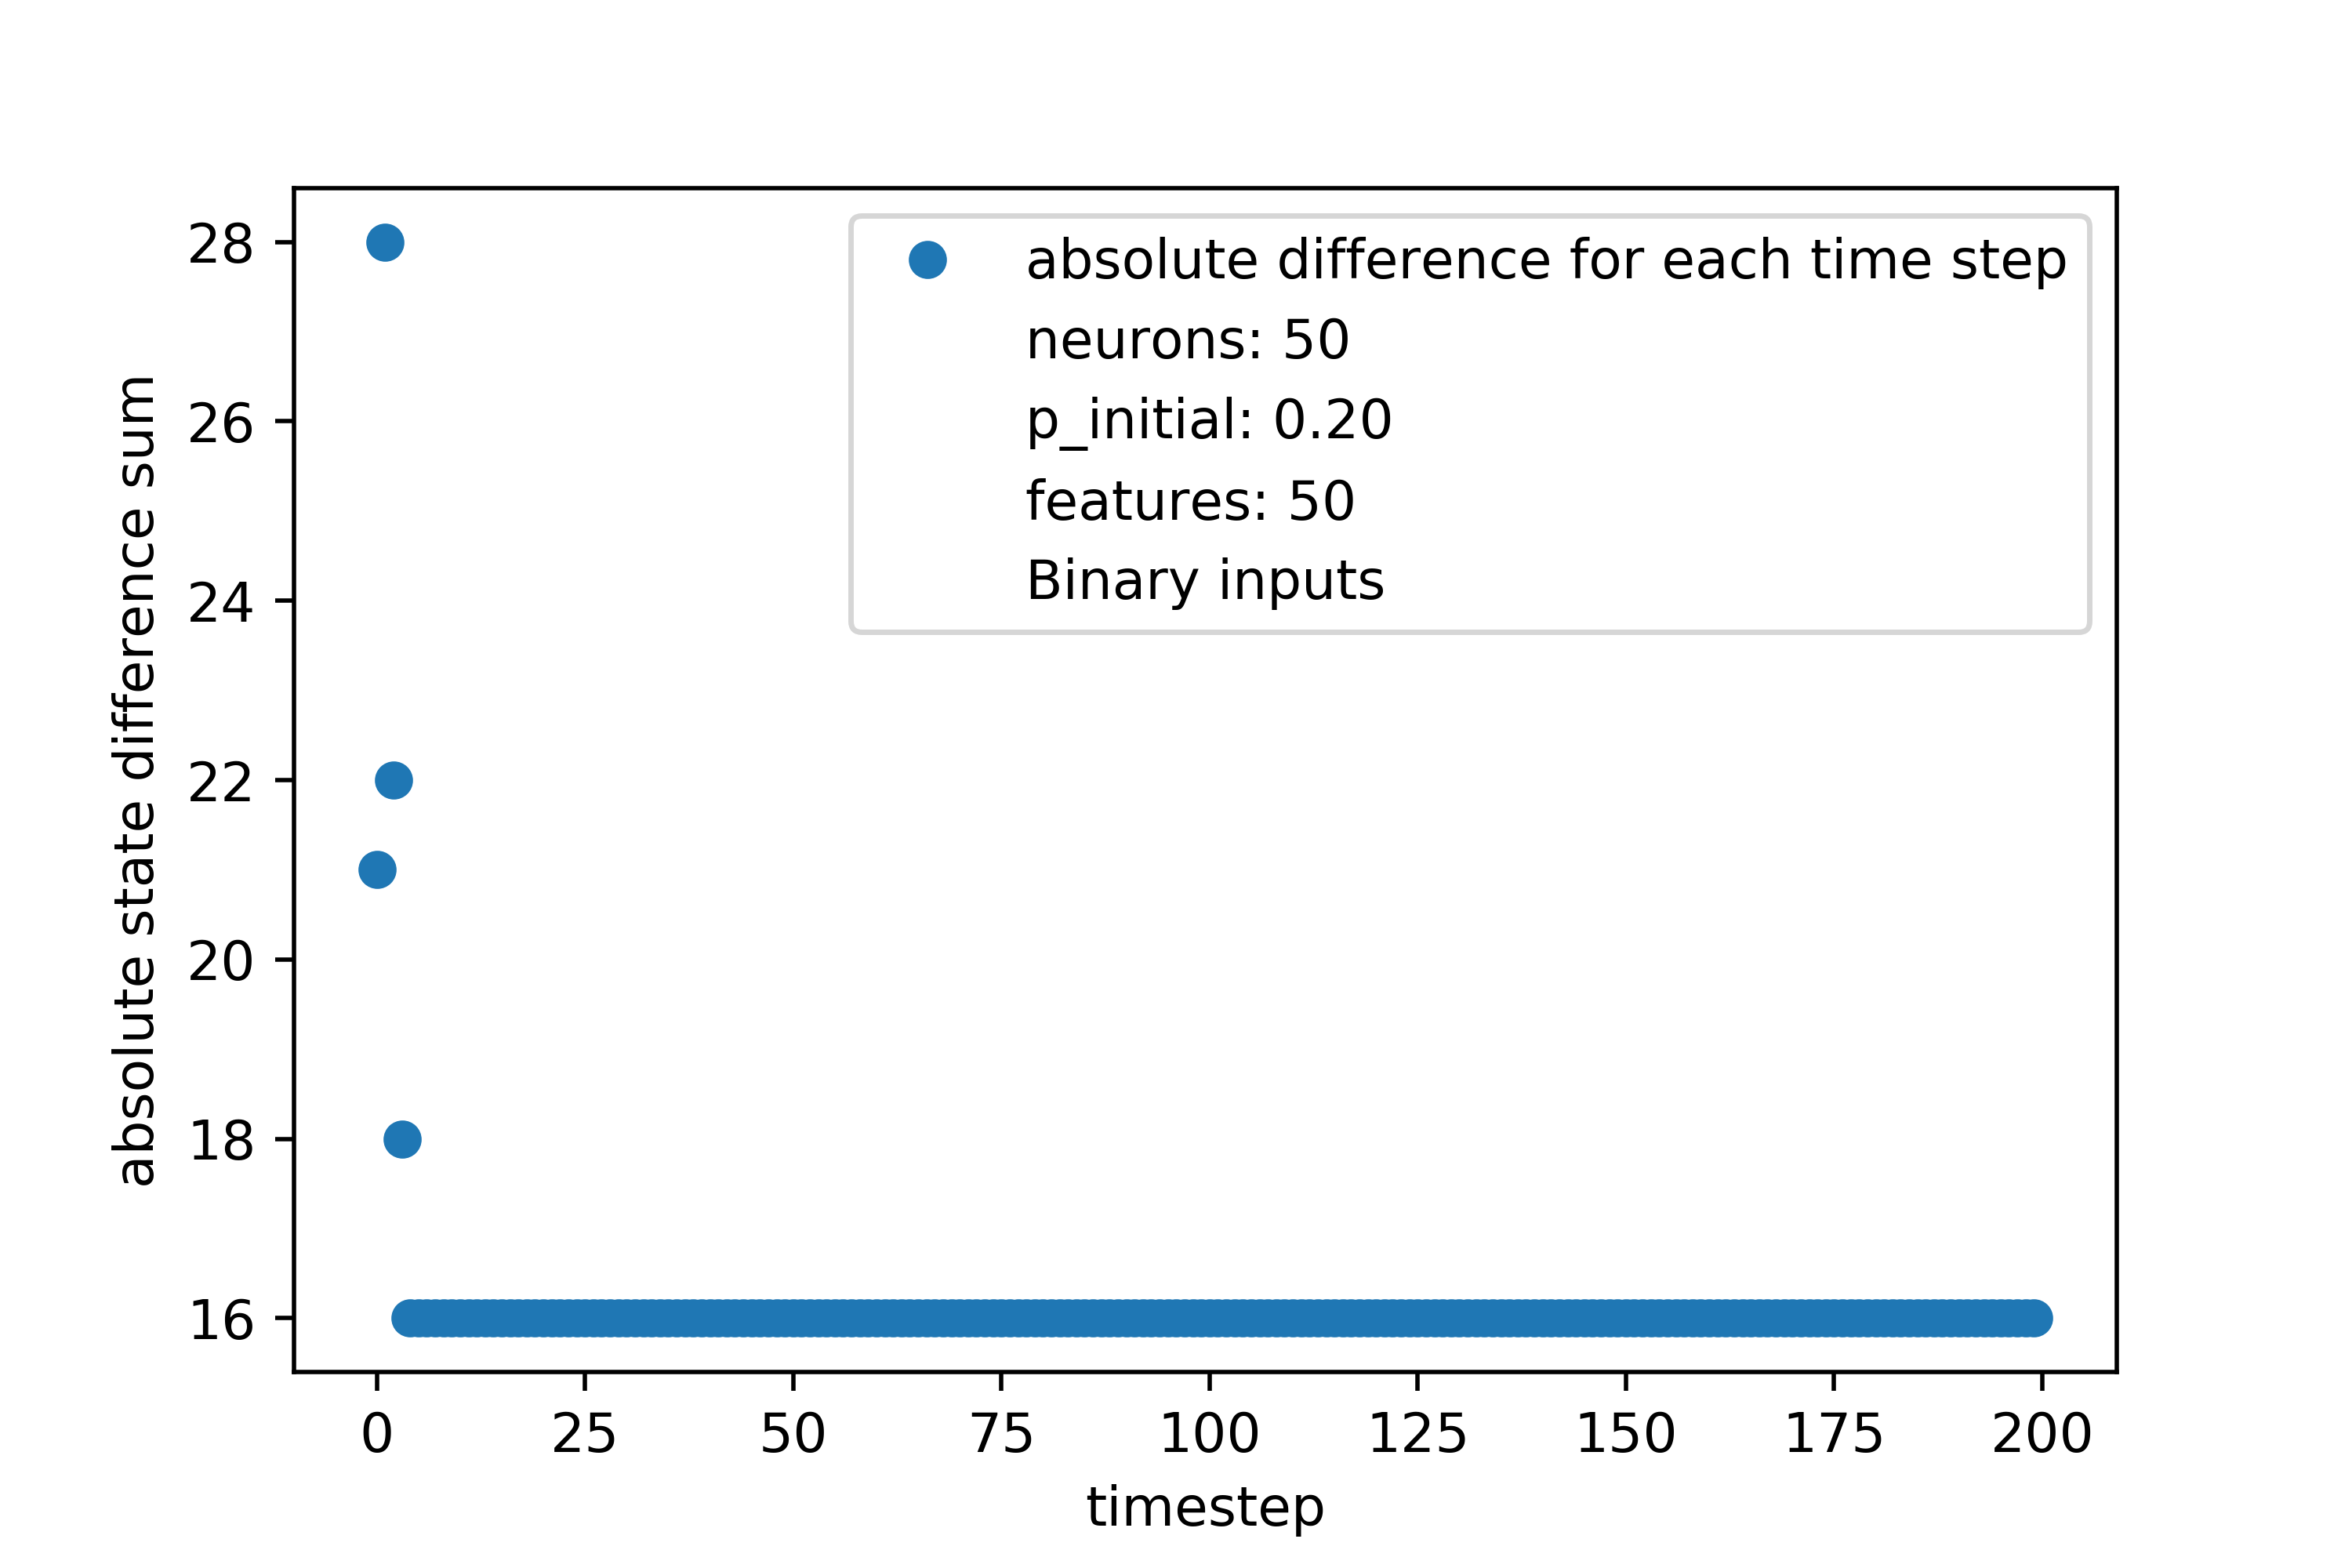 absolute state difference sum
28
26
24
22
20
18
16
absolute difference for each time step
neurons: 50
p_initial: 0.20
features: 50
Binary inputs
0 25 50 75 100 125 150 175 200
timestep